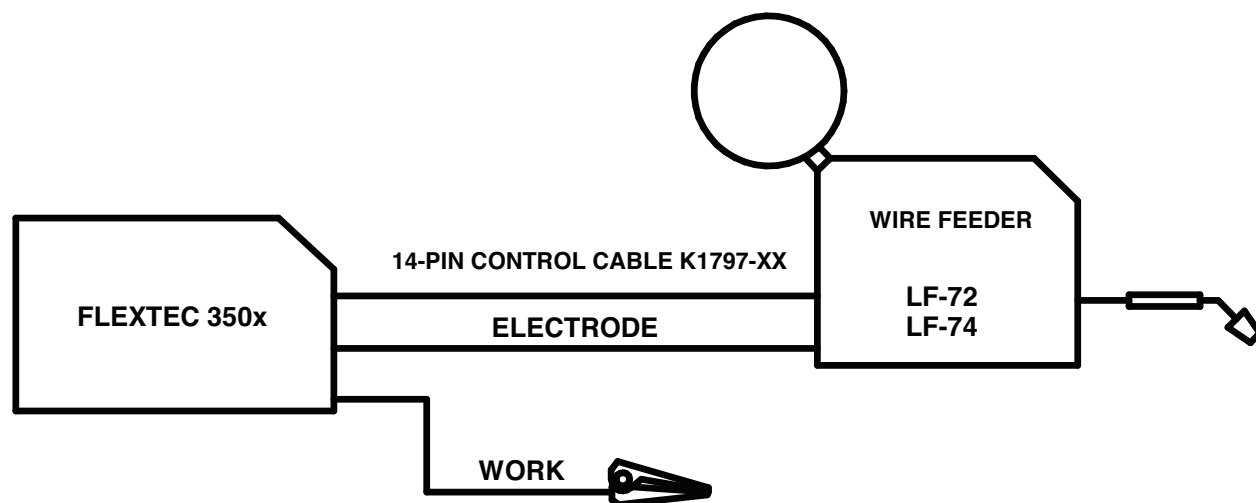 WIRE FEEDER
14-PIN CONTROL CABLE K1797-XX
LF-72
FLEXTEC 350x
ELECTRODE
LF-74
WORK